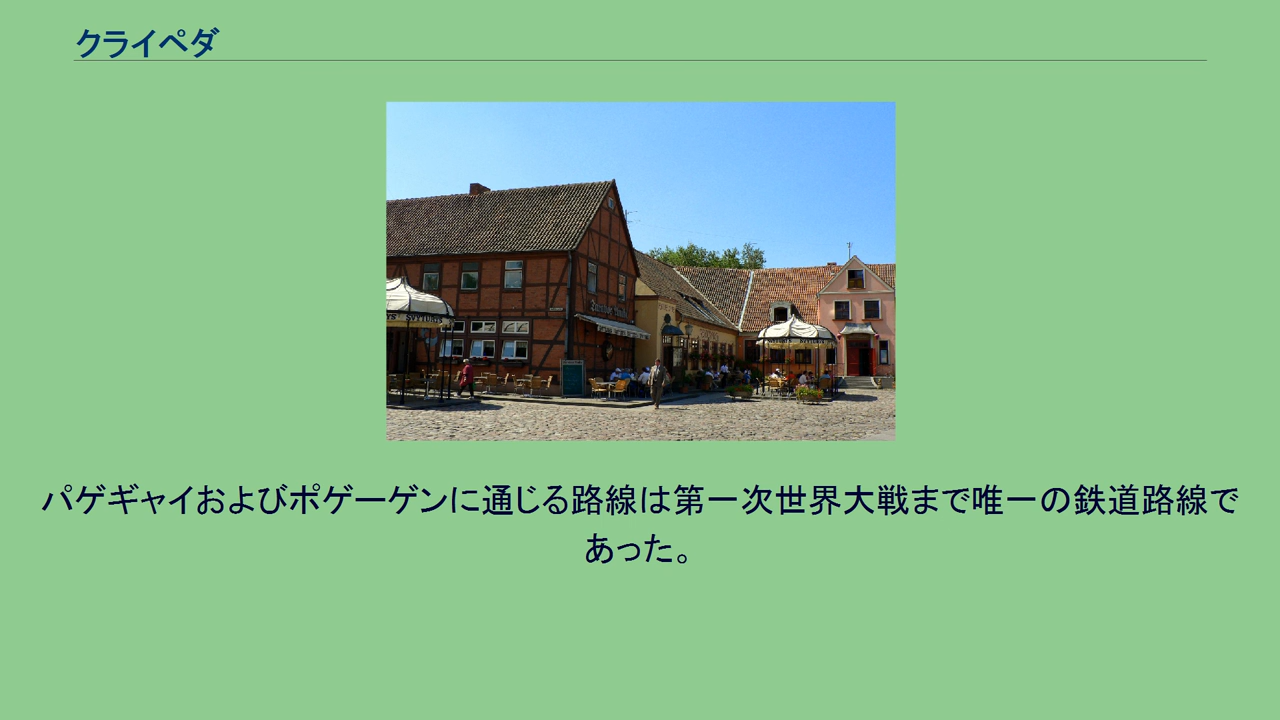 クライペダ
SVYTURYS
パゲギャイおよびポゲーゲンに通じる路線は第一次世界大戦まで唯一の鉄道路線で
あった。